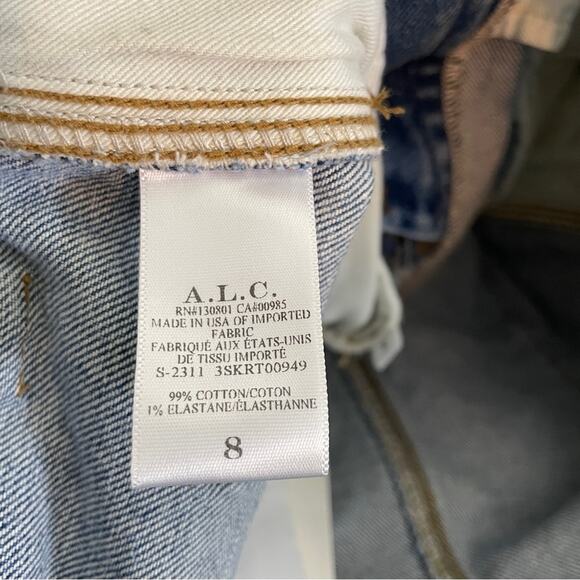 A.L.C.
RN#130801 CA#00985
MADE IN USA OF IMPORTED
FABRIC
FABRIQUÉ AUX ÉTATS-UNIS
DE TISSU IMPORTÉ
S-2311 3SKRT00949
99% COTTON/COTON
1% ELASTANE/ÉLASTHANNE
8